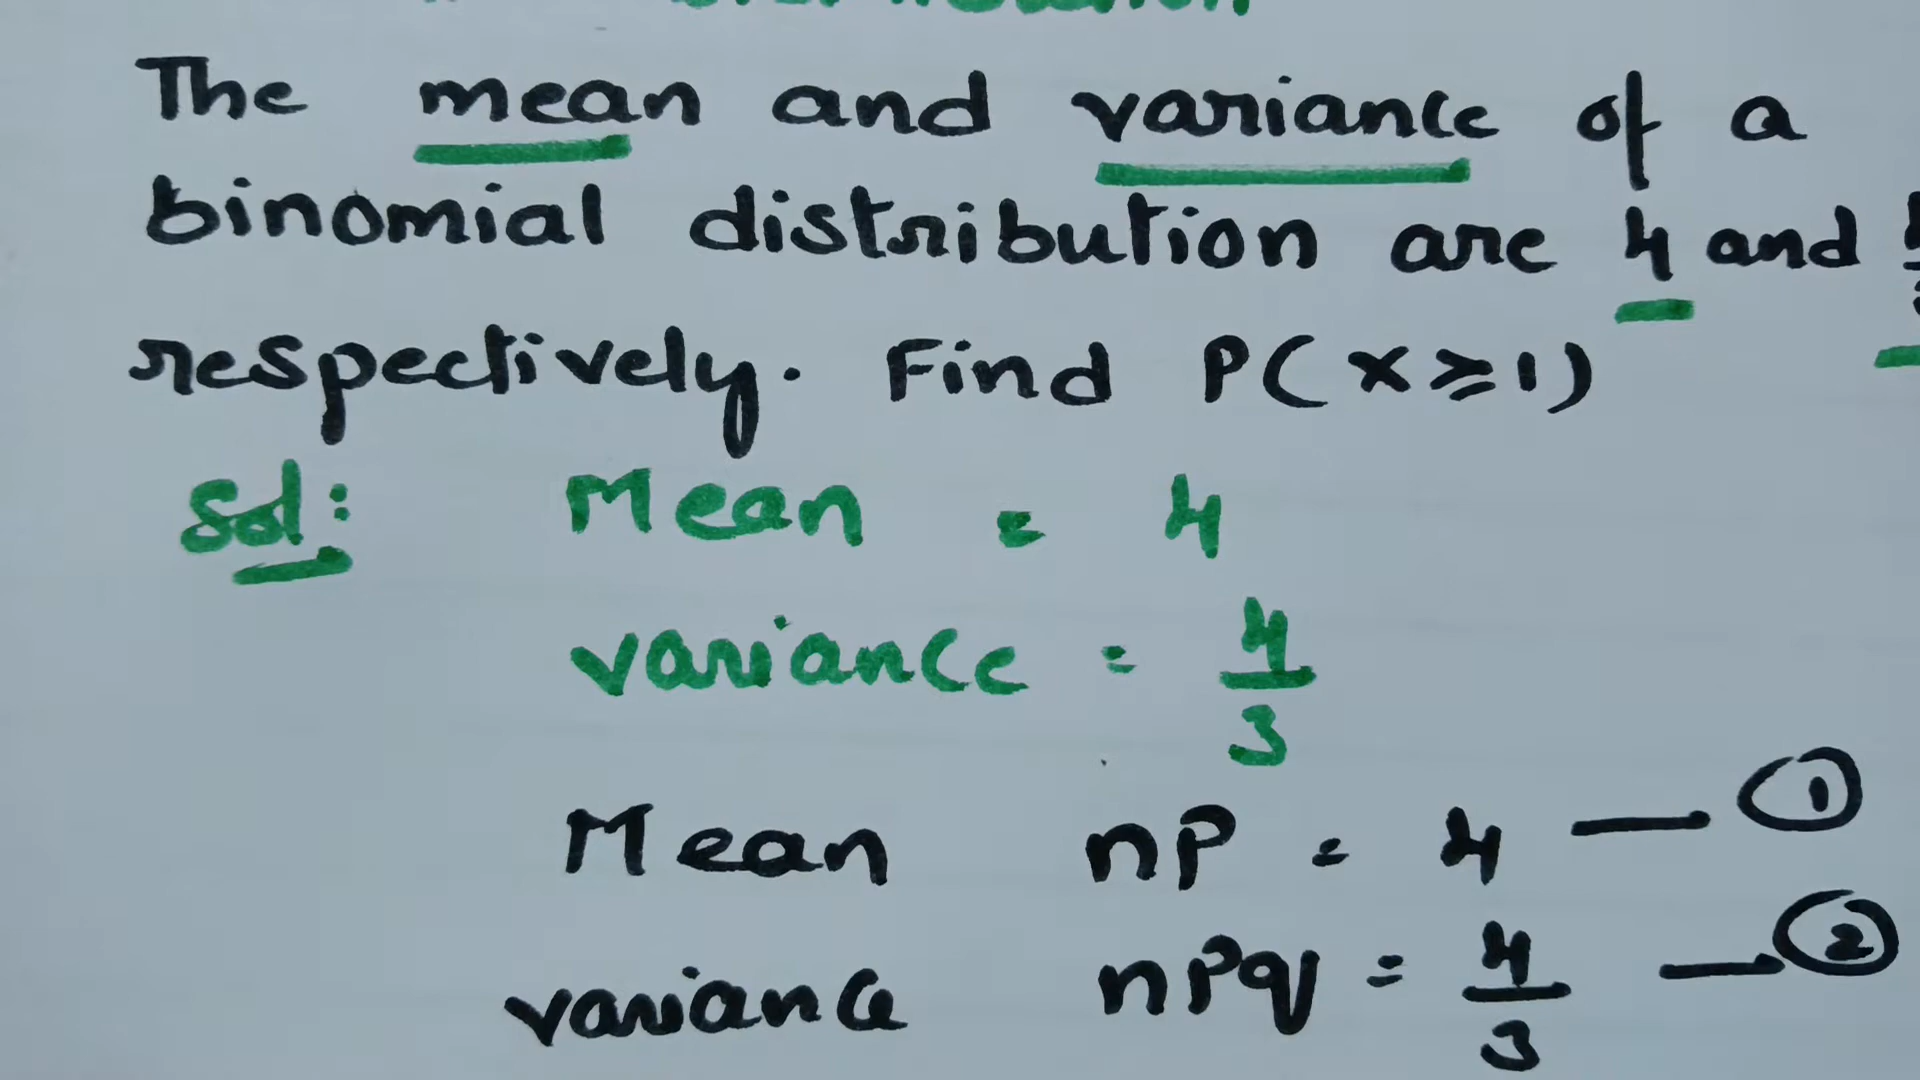 The mean and variance of a
binomial distribution are 4 and
respectively. Find P(x≥1)
Sol: Mean = 4
variance = 4/3
Mean np = 4 — ①
variance npq = 4/3 — ②